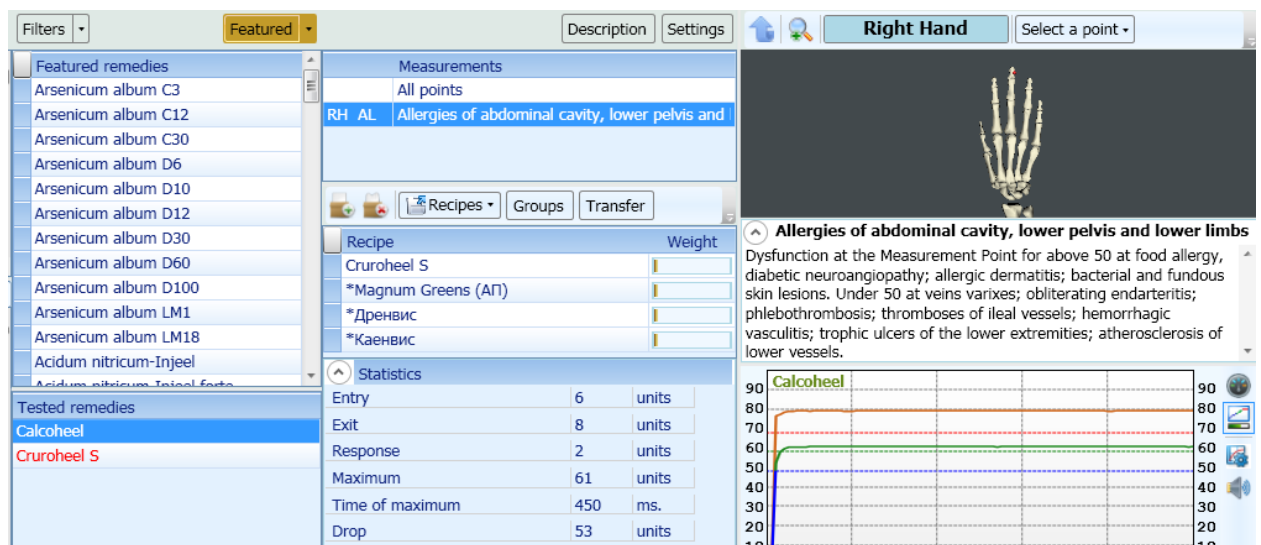 Filters
Featured
Description
Settings
Right Hand
Select a point
Featured remedies
Arsenicum album C3
Arsenicum album C12
Arsenicum album C30
Arsenicum album D6
Arsenicum album D10
Arsenicum album D12
Arsenicum album D30
Arsenicum album D60
Arsenicum album D100
Arsenicum album LM1
Arsenicum album LM18
Acidum nitricum-Injeel
Acidum nitricum-Injeel forte
Tested remedies
Calcoheel
Cruroheel S
Measurements
All points
RH AL Allergies of abdominal cavity, lower pelvis and
Recipes
Groups
Transfer
Recipe Weight
Cruroheel S
*Magnum Greens (АП)
*Дренвис
*Каенвис
Statistics
Entry 6 units
Exit 8 units
Response 2 units
Maximum 61 units
Time of maximum 450 ms.
Drop 53 units
Allergies of abdominal cavity, lower pelvis and lower limbs
Dysfunction at the Measurement Point for above 50 at food allergy,
diabetic neuroangiopathy; allergic dermatitis; bacterial and fundous
skin lesions. Under 50 at veins varixes; obliterating endarteritis;
phlebothrombosis; thromboses of ileal vessels; hemorrhagic
vasculitis; trophic ulcers of the lower extremities; atherosclerosis of
lower vessels.
Calcoheel
90 90
80 80
70 70
60 60
50 50
40 40
30 30
20 20
10 10